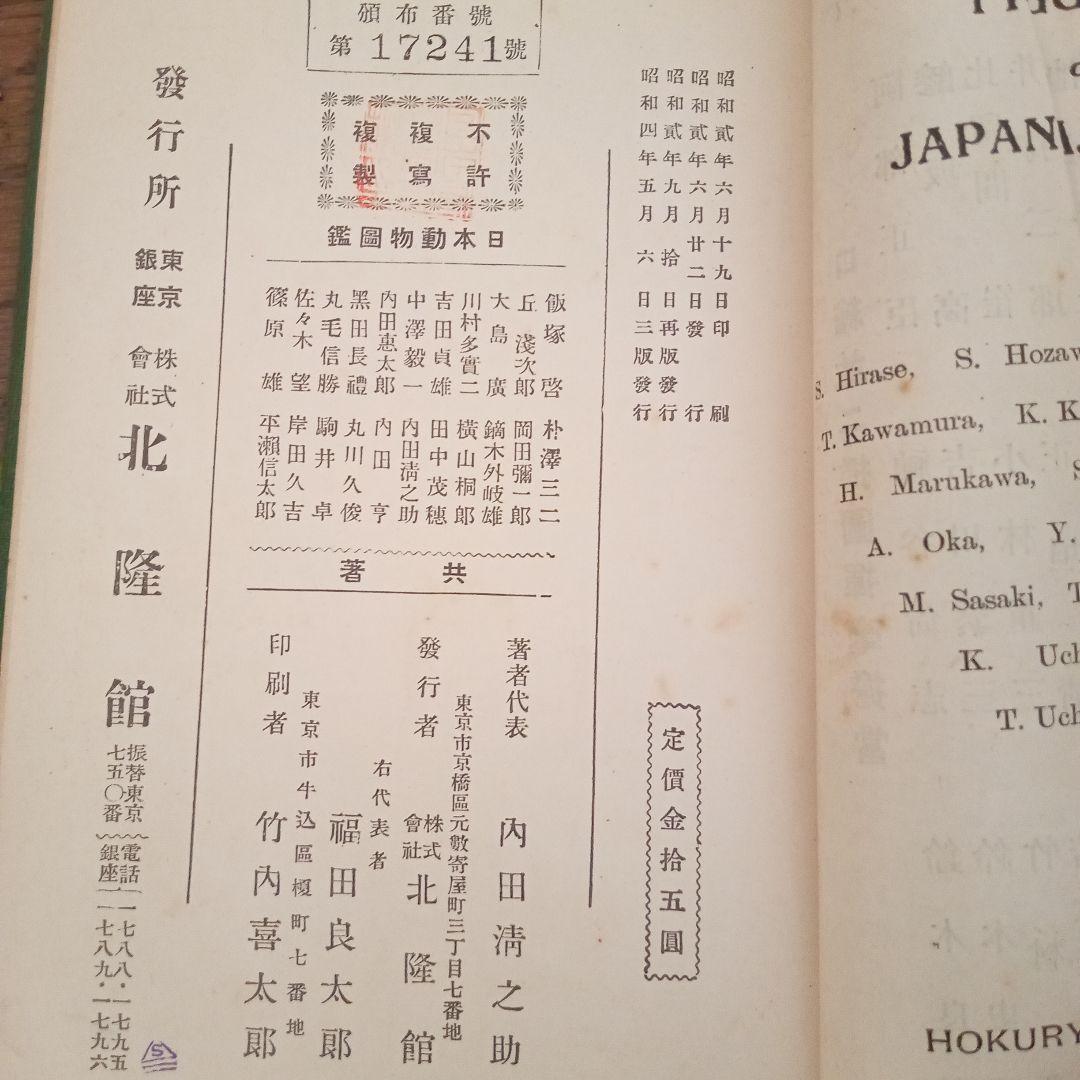 頒布番號
第17241號
昭和貳年六月十九日印刷
昭和貳年六月廿二日發行
昭和貳年九月拾日再版發行
昭和四年五月六日三版發行
定價金拾五圓
不許
複寫
複製
日本動物圖鑑
飯塚啓
丘淺次郎
大島廣
川村多實二
吉田貞雄
中澤毅一
內田惠太郎
黑田長禮
丸毛信勝
佐々木望
篠原雄
朴澤三二
岡田彌一郎
鏑木外岐雄
橫山桐郎
田中茂穗
內田淸之助
內田亨
丸川久俊
駒井卓
岸田久吉
平瀨信太郎
共著
著者代表 內田淸之助
東京市京橋區元數寄屋町三丁目七番地
發行者 株式會社 北隆館
右代表者 福田良太郎
東京市牛込區榎町七番地
印刷者 竹內喜太郎
發行所 東京銀座 株式會社 北隆館
振替東京七五〇番
電話銀座 一七八八・一七九五
一七八九・一七九六
JAPAN
S. Hirase, S. Hozaw
T. Kawamura, K. K
H. Marukawa, S
A. Oka, Y.
M. Sasaki, T
K. Uch
T. Uch
HOKURY